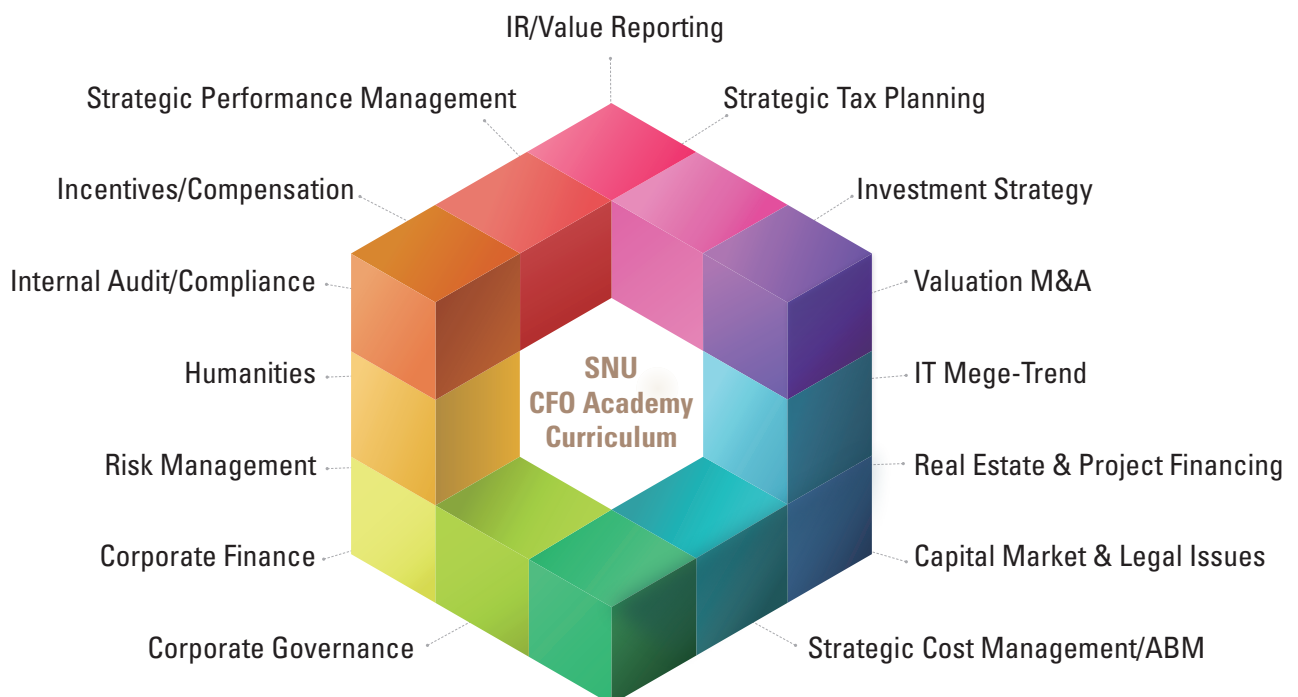 IR/Value Reporting
Strategic Performance Management
Strategic Tax Planning
Incentives/Compensation
Investment Strategy
Internal Audit/Compliance
Valuation M&A
Humanities
IT Mege-Trend
SNU
CFO Academy
Curriculum
Risk Management
Real Estate & Project Financing
Corporate Finance
Capital Market & Legal Issues
Corporate Governance
Strategic Cost Management/ABM